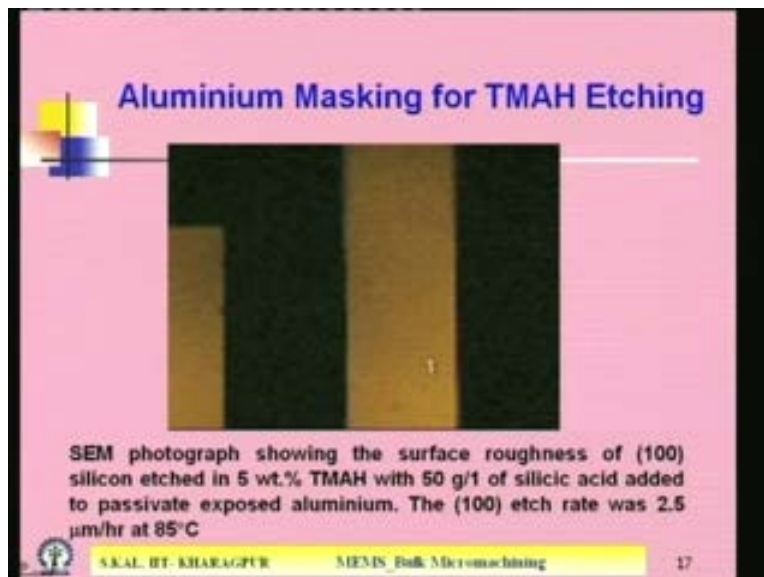 Aluminium Masking for TMAH Etching
SEM photograph showing the surface roughness of (100)
silicon etched in 5 wt.% TMAH with 50 g/1 of silicic acid added
to passivate exposed aluminium. The (100) etch rate was 2.5
µm/hr at 85°C
S.KAL, IIT- KHARAGPUR MEMS_Bulk Micromachining 17